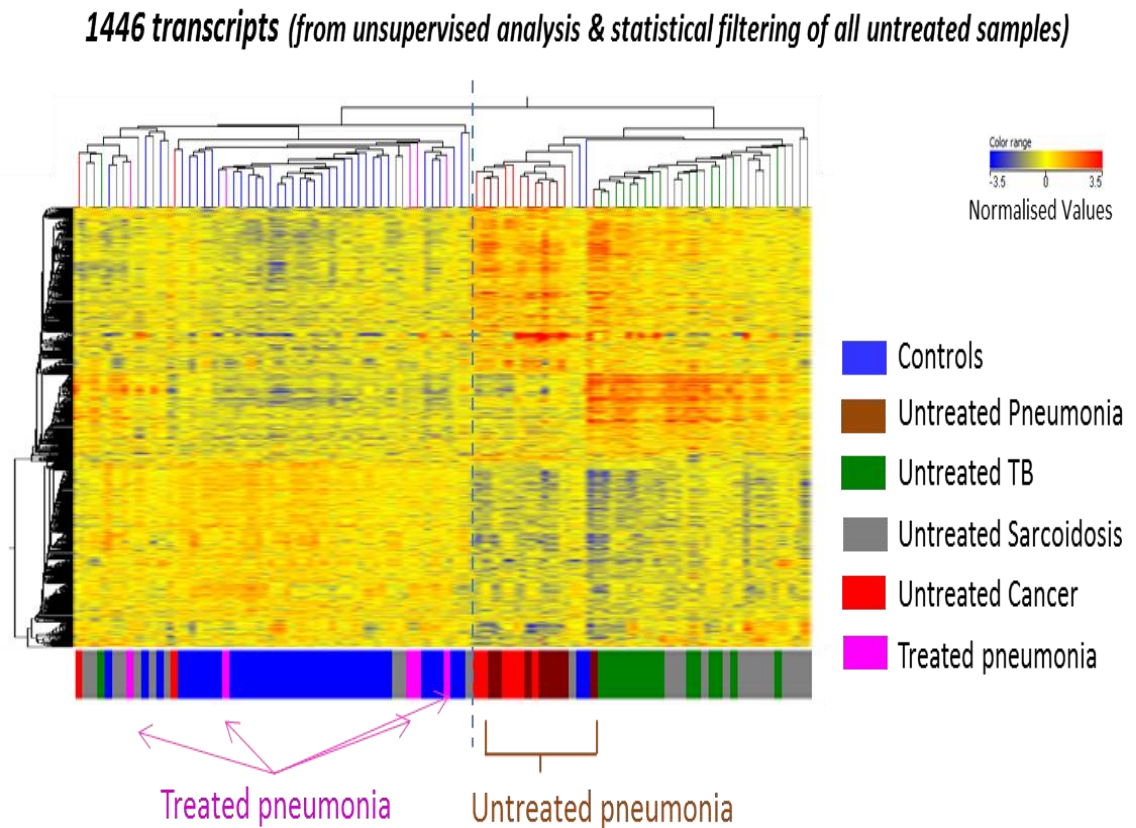 1446 transcripts (from unsupervised analysis & statistical filtering of all untreated samples)
Color range
-3.5 0 3.5
Normalised Values
Controls
Untreated Pneumonia
Untreated TB
Untreated Sarcoidosis
Untreated Cancer
Treated pneumonia
Treated pneumonia
Untreated pneumonia